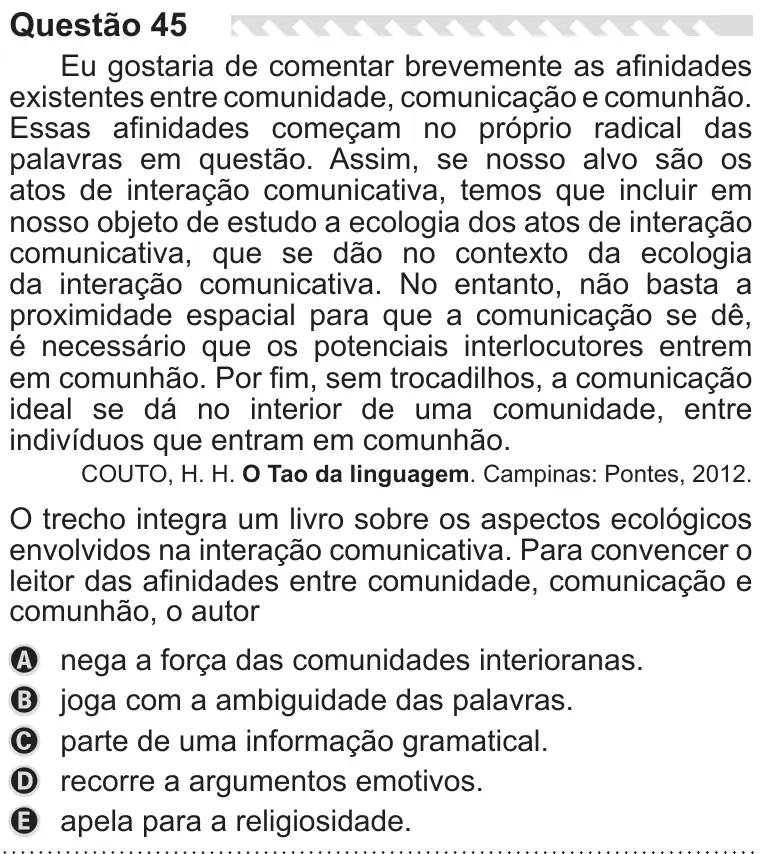 Questão 45
Eu gostaria de comentar brevemente as afinidades
existentes entre comunidade, comunicação e comunhão.
Essas afinidades começam no próprio radical das
palavras em questão. Assim, se nosso alvo são os
atos de interação comunicativa, temos que incluir em
nosso objeto de estudo a ecologia dos atos de interação
comunicativa, que se dão no contexto da ecologia
da interação comunicativa. No entanto, não basta a
proximidade espacial para que a comunicação se dê,
é necessário que os potenciais interlocutores entrem
em comunhão. Por fim, sem trocadilhos, a comunicação
ideal se dá no interior de uma comunidade, entre
indivíduos que entram em comunhão.
COUTO, H. H. O Tao da linguagem. Campinas: Pontes, 2012.
O trecho integra um livro sobre os aspectos ecológicos
envolvidos na interação comunicativa. Para convencer o
leitor das afinidades entre comunidade, comunicação e
comunhão, o autor
A nega a força das comunidades interioranas.
B joga com a ambiguidade das palavras.
C parte de uma informação gramatical.
D recorre a argumentos emotivos.
E apela para a religiosidade.